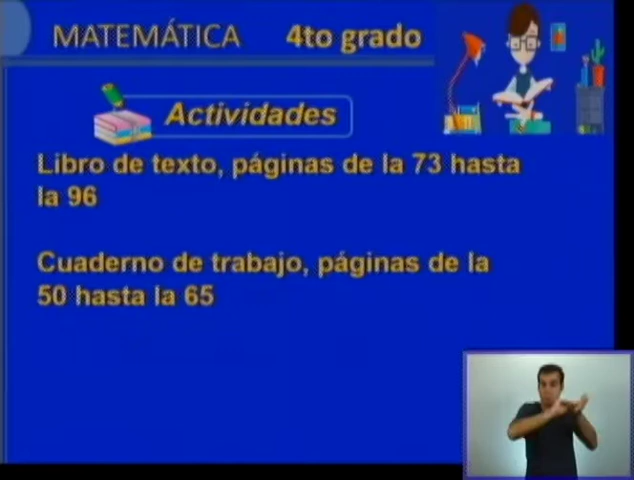 MATEMÁTICA 4to grado
Actividades
Libro de texto, páginas de la 73 hasta
la 96
Cuaderno de trabajo, páginas de la
50 hasta la 65